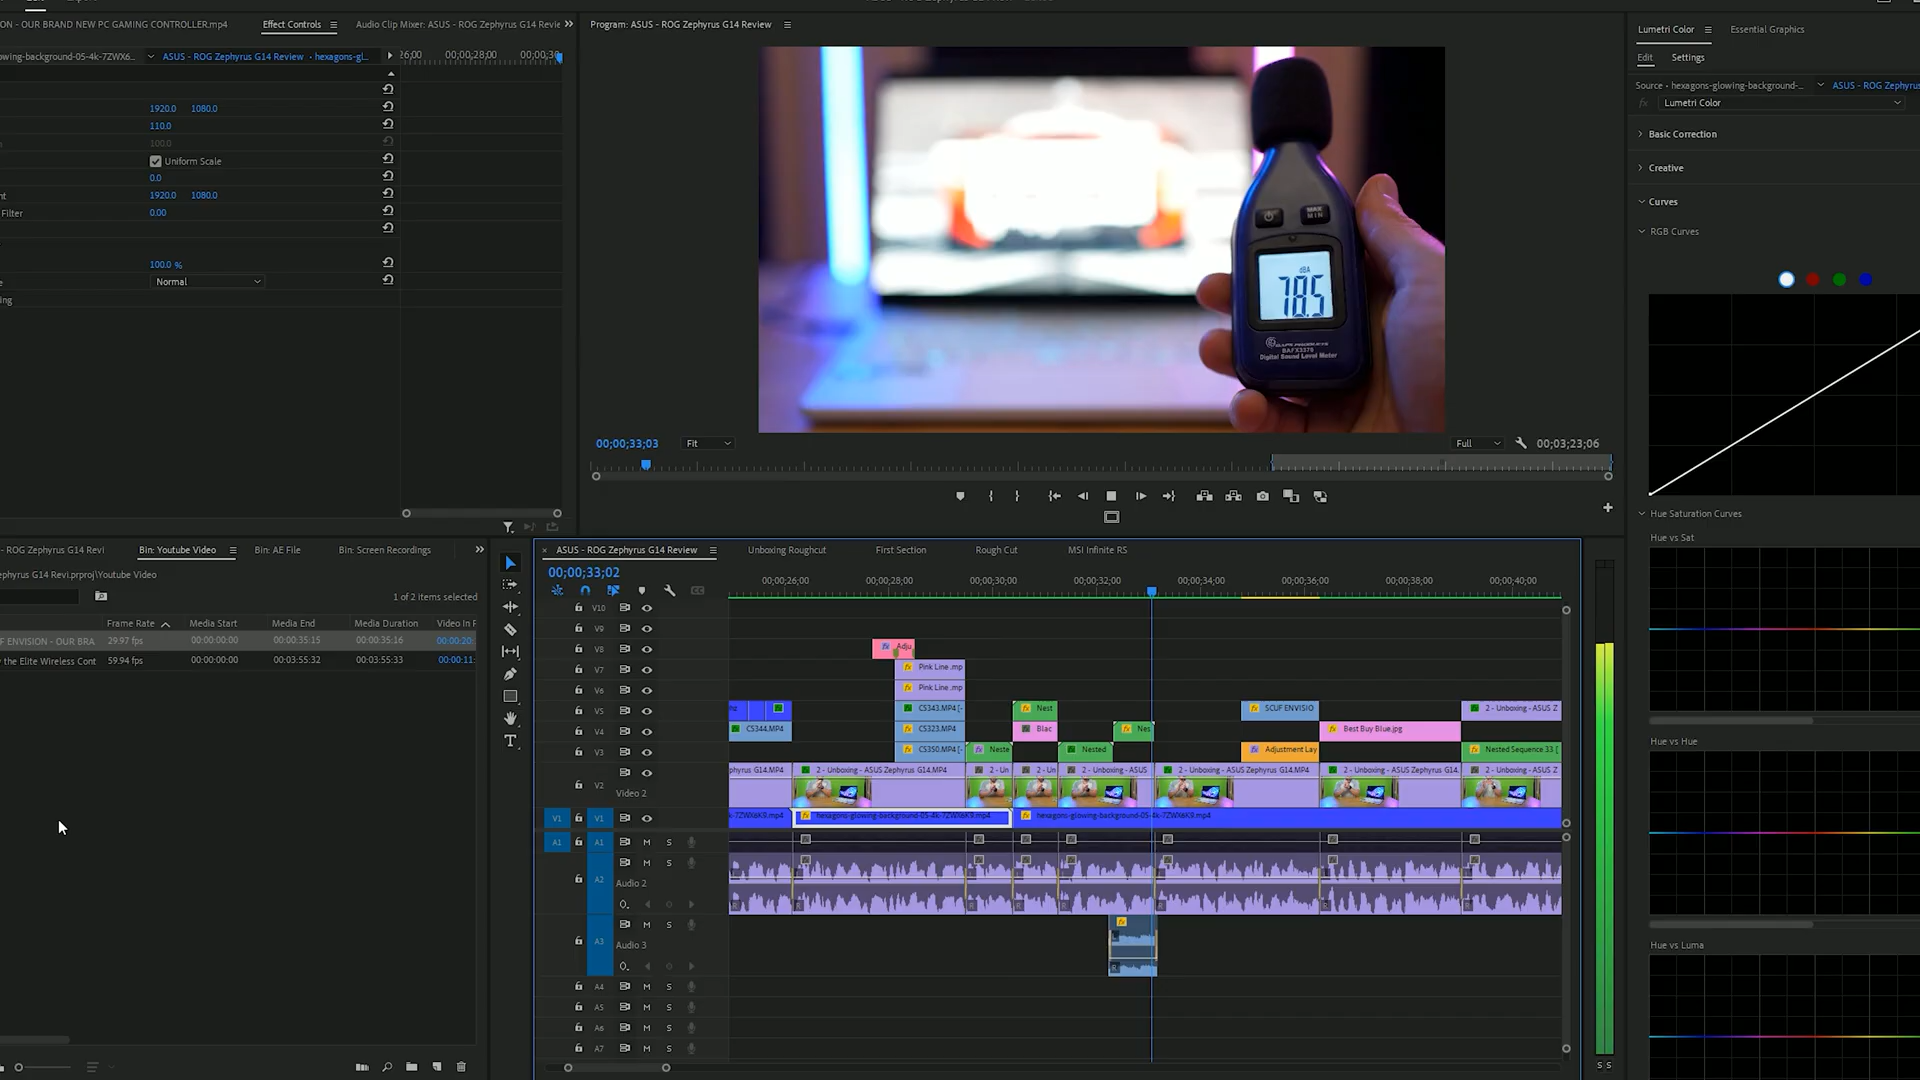 ON - OUR BRAND NEW PC GAMING CONTROLLER.mp4
Effect Controls
Audio Clip Mixer: ASUS - ROG Zephyrus G14 Revie
Program: ASUS - ROG Zephyrus G14 Review
Lumetri Color
Essential Graphics
owing-background-05-4k-7ZWX6...
ASUS - ROG Zephyrus G14 Review
hexagons-gl...
00;00;28;00
Edit
Settings
Source • hexagons-glowing-background-...
ASUS - ROG Zephyrus
Lumetri Color
1920.0 1080.0
110.0
100.0
Uniform Scale
0.0
1920.0 1080.0
Filter
0.00
100.0 %
Normal
Basic Correction
Creative
Curves
RGB Curves
MAX
MIN
dBA
78.5
BAFX3370
Digital Sound Level Meter
00;00;33;03
Fit
Full
00;03;23;06
Hue Saturation Curves
Hue vs Sat
Hue vs Hue
Hue vs Luma
- ROG Zephyrus G14 Revi
Bin: Youtube Video
Bin: AE File
Bin: Screen Recordings
ephyrus G14 Revi.prproj\Youtube Video
1 of 2 items selected
Frame Rate
Media Start
Media End
Media Duration
Video In P
F ENVISION - OUR BRA
29.97 fps
00:00:00:00
00:00:35:15
00:00:35:16
00:00:20:
the Elite Wireless Cont
59.94 fps
00:00:00:00
00:03:55:32
00:03:55:33
00:00:11:
ASUS - ROG Zephyrus G14 Review
Unboxing Roughcut
First Section
Rough Cut
MSI Infinite RS
00;00;33;02
00;00;26;00
00;00;28;00
00;00;30;00
00;00;32;00
00;00;34;00
00;00;36;00
00;00;38;00
00;00;40;00
V10
V9
V8
Adju
V7
Pink Line .mp
V6
Pink Line .mp
V5
CS343.MP4 [-
Nest
SCUF ENVISIO
2 - Unboxing - ASUS Z
V4
CS344.MP4
CS323.MP4
Blac
Nes
Best Buy Blue.jpg
V3
CS350.MP4 [-
Neste
Nested
Adjustment Lay
Nested Sequence 33 [
phyrus G14.MP4
2 - Unboxing - ASUS Zephyrus G14.MP4
2 - Un
2 - Un
2 - Unboxing - ASUS
2 - Unboxing - ASUS Zephyrus G14.MP4
2 - Unboxing - ASUS Zephyrus G14.
2 - Unboxing - ASUS Z
V2
Video 2
V1
V1
hexagons-glowing-background-05-4k-7ZWX6K9.mp4
hexagons-glowing-background-05-4k-7ZWX6K9.mp4
A1
A1
M S
A2
M S
Audio 2
A3
M S
Audio 3
A4
M S
A5
M S
A6
M S
A7
M S
S S